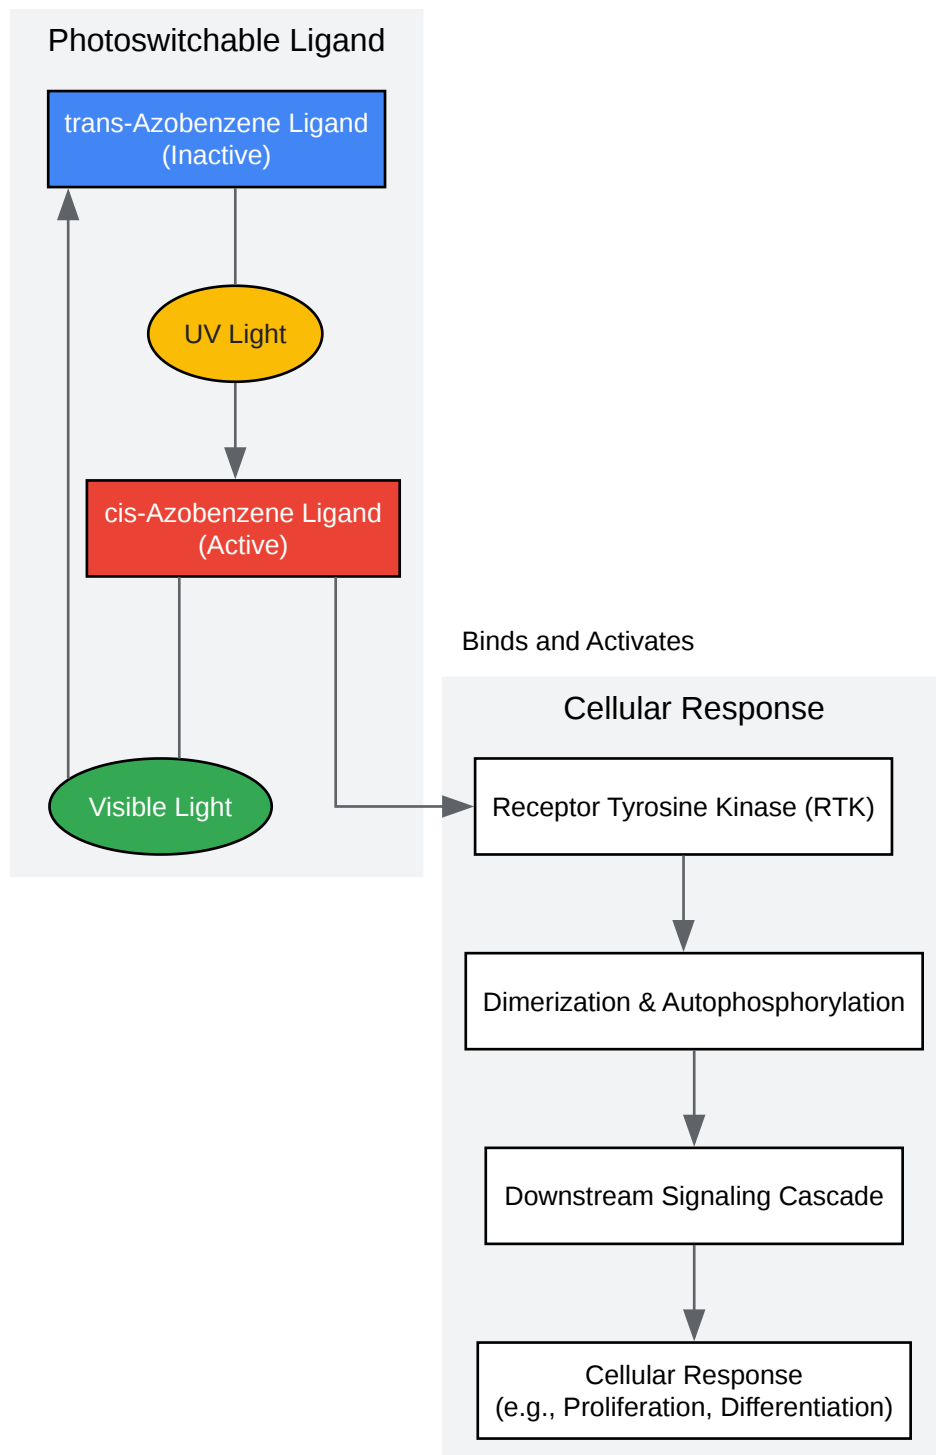 Photoswitchable Ligand
trans-Azobenzene Ligand
(Inactive)
UV Light
cis-Azobenzene Ligand
(Active)
Visible Light
Binds and Activates
Cellular Response
Receptor Tyrosine Kinase (RTK)
Dimerization & Autophosphorylation
Downstream Signaling Cascade
Cellular Response
(e.g., Proliferation, Differentiation)